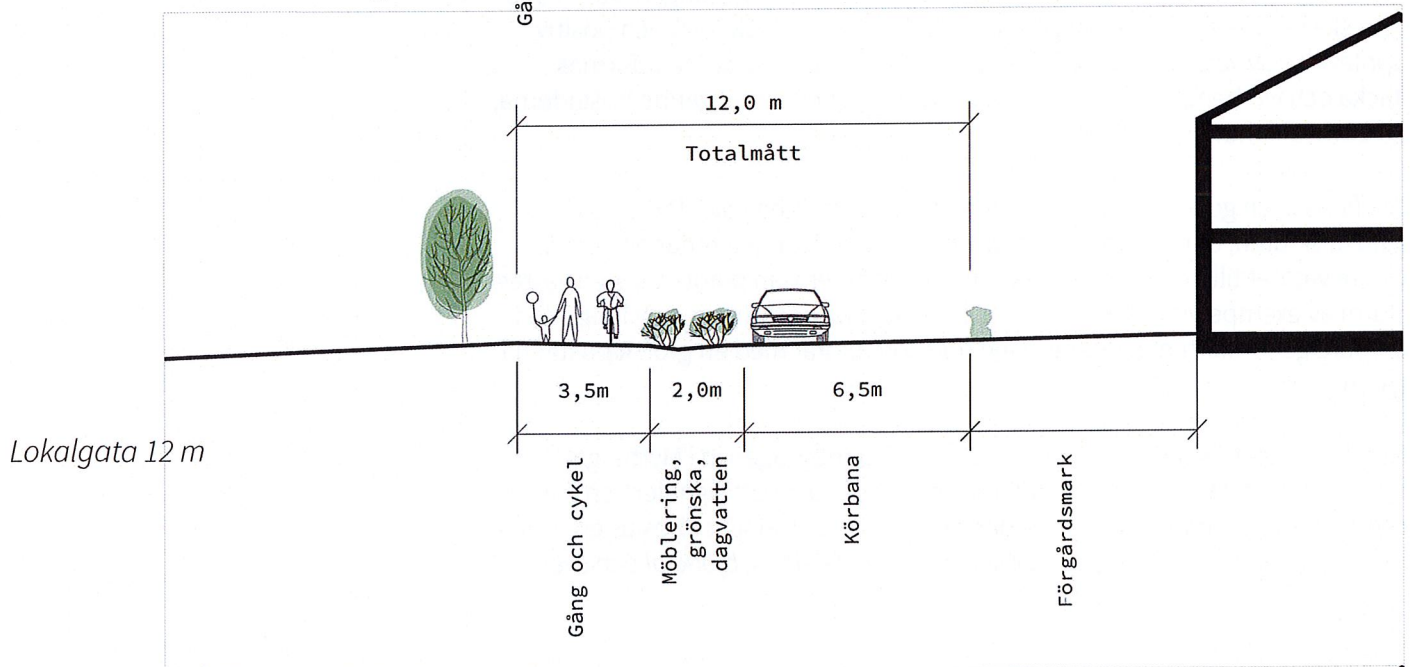 Gå
12,0 m
Totalmått
3,5m
2,0m
6,5m
Lokalgata 12 m
Gång och cykel
Möblering,
grönska,
dagvatten
Körbana
Förgårdsmark